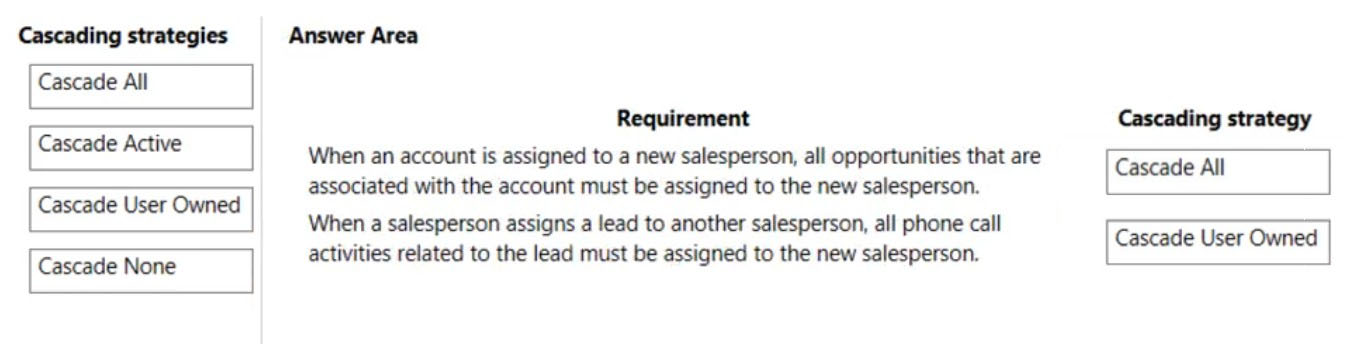 Cascading strategies
Answer Area
Cascade All
Cascade Active
Cascade User Owned
Cascade None
Requirement
Cascading strategy
When an account is assigned to a new salesperson, all opportunities that are
associated with the account must be assigned to the new salesperson.
Cascade All
When a salesperson assigns a lead to another salesperson, all phone call
activities related to the lead must be assigned to the new salesperson.
Cascade User Owned